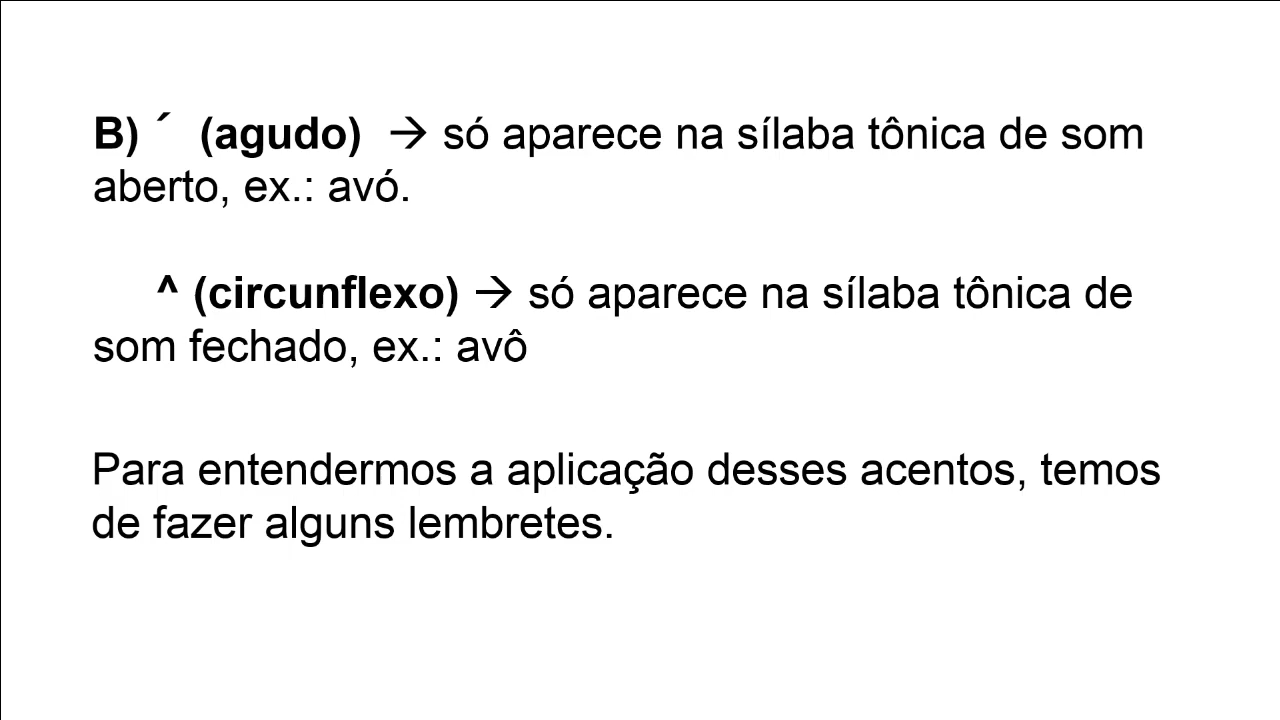 B) ´ (agudo) → só aparece na sílaba tônica de som
aberto, ex.: avó.
^ (circunflexo) → só aparece na sílaba tônica de
som fechado, ex.: avô
Para entendermos a aplicação desses acentos, temos
de fazer alguns lembretes.